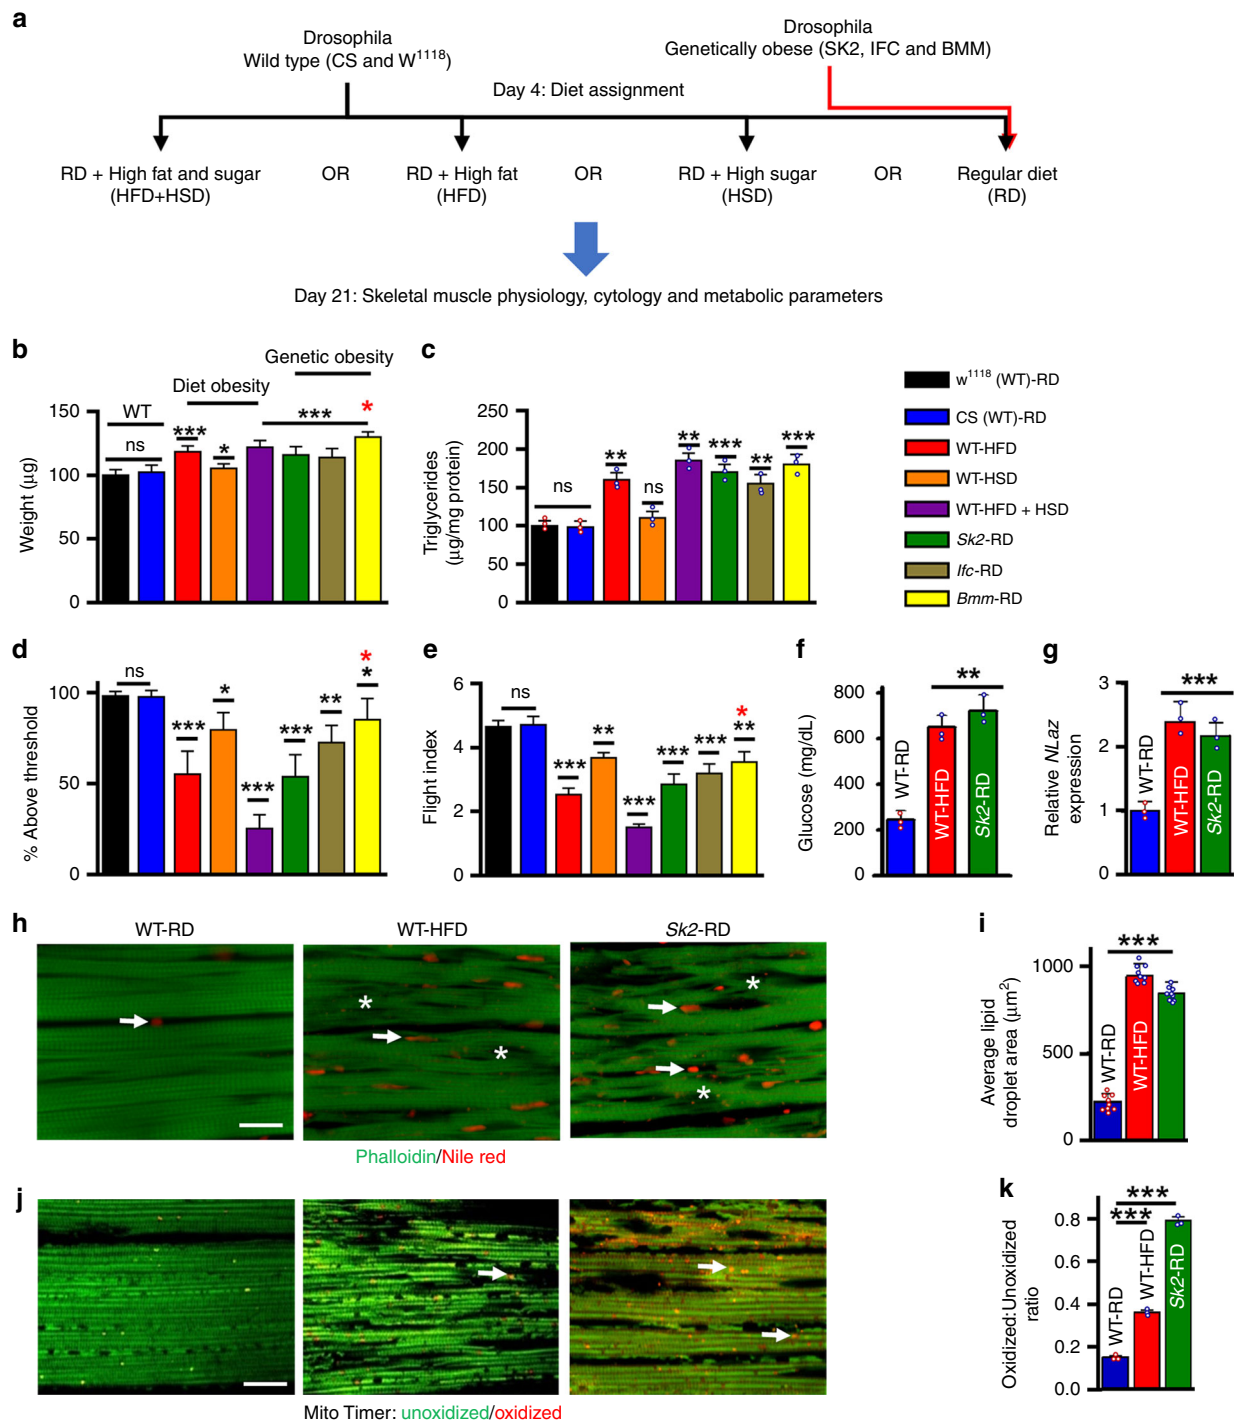 a
Drosophila
Wild type (CS and W1118)
Drosophila
Genetically obese (SK2, IFC and BMM)
Day 4: Diet assignment
RD + High fat and sugar
(HFD+HSD)
OR
RD + High fat
(HFD)
OR
RD + High sugar
(HSD)
OR
Regular diet
(RD)
Day 21: Skeletal muscle physiology, cytology and metabolic parameters
b
Genetic obesity
Diet obesity
WT
ns
***
*
***
*
Weight (µg)
150
100
50
0
c
Triglycerides
(µg/mg protein)
250
200
150
100
50
0
ns
**
ns
**
***
**
***
w1118 (WT)-RD
CS (WT)-RD
WT-HFD
WT-HSD
WT-HFD + HSD
Sk2-RD
Ifc-RD
Bmm-RD
d
% Above threshold
100
50
0
ns
***
*
***
***
**
*
*
e
Flight index
6
4
2
0
ns
***
**
***
***
***
*
**
f
Glucose (mg/dL)
800
600
400
200
0
**
WT-RD
WT-HFD
Sk2-RD
g
Relative NLaz
expression
3
2
1
0
***
WT-RD
WT-HFD
Sk2-RD
h
WT-RD
WT-HFD
Sk2-RD
*
*
*
*
Phalloidin/Nile red
i
Average lipid
droplet area (µm2)
1000
500
0
***
WT-RD
WT-HFD
Sk2-RD
j
Mito Timer: unoxidized/oxidized
k
Oxidized:Unoxidized
ratio
0.8
0.6
0.4
0.2
0.0
***
***
WT-RD
WT-HFD
Sk2-RD